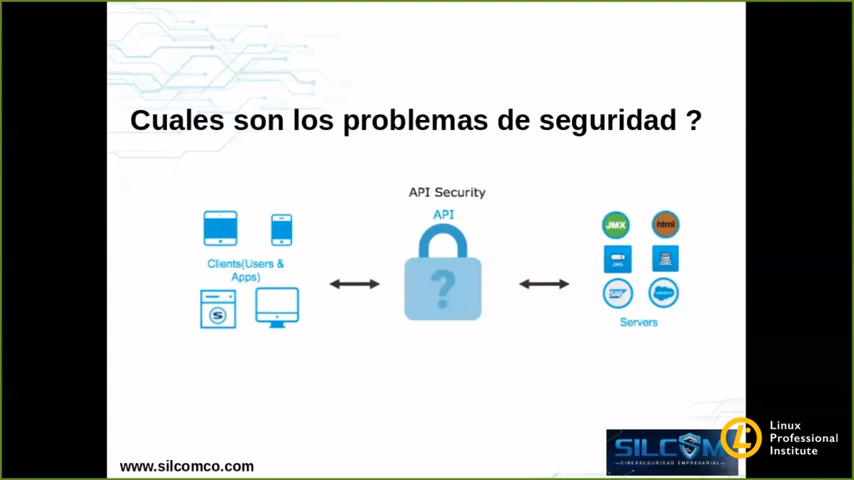 Cuales son los problemas de seguridad ?
API Security
API
?
Clients(Users &
Apps)
S
JMX
html
JMS
SAP
Servers
SILCOM
CIBERSEGURIDAD EMPRESARIAL
Linux
Professional
Institute
www.silcomco.com